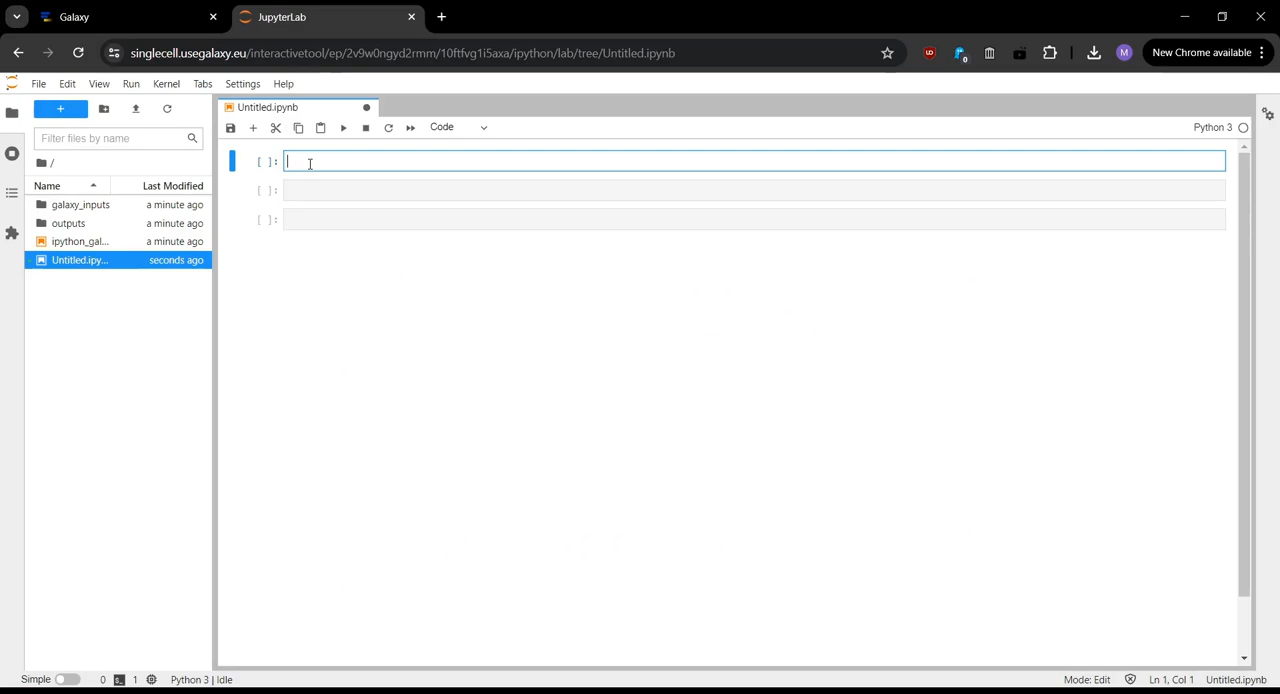 Galaxy
JupyterLab
singlecell.usegalaxy.eu/interactivetool/ep/2v9w0ngyd2rmm/10ftfvg1i5axa/ipython/lab/tree/Untitled.ipynb
UD
0
M
New Chrome available
File Edit View Run Kernel Tabs Settings Help
Untitled.ipynb
Code
Python 3
Filter files by name
/
Name Last Modified
galaxy_inputs a minute ago
outputs a minute ago
ipython_gal... a minute ago
Untitled.ipy... seconds ago
[ ]:
[ ]:
[ ]:
Simple 0 1 Python 3 | Idle Mode: Edit Ln 1, Col 1 Untitled.ipynb